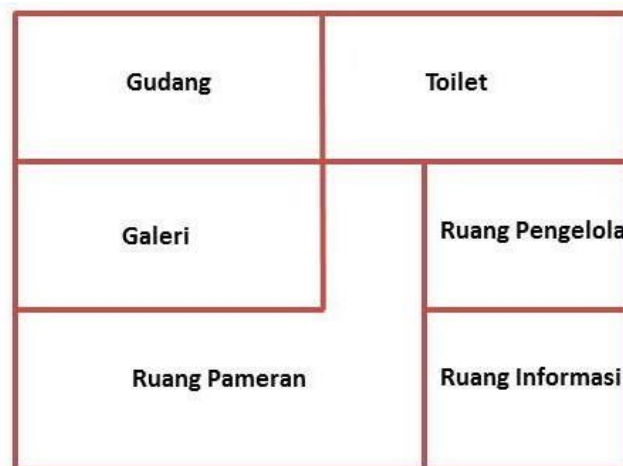 Gudang
Toilet
Galeri
Ruang Pengelola
Ruang Pameran
Ruang Informasi